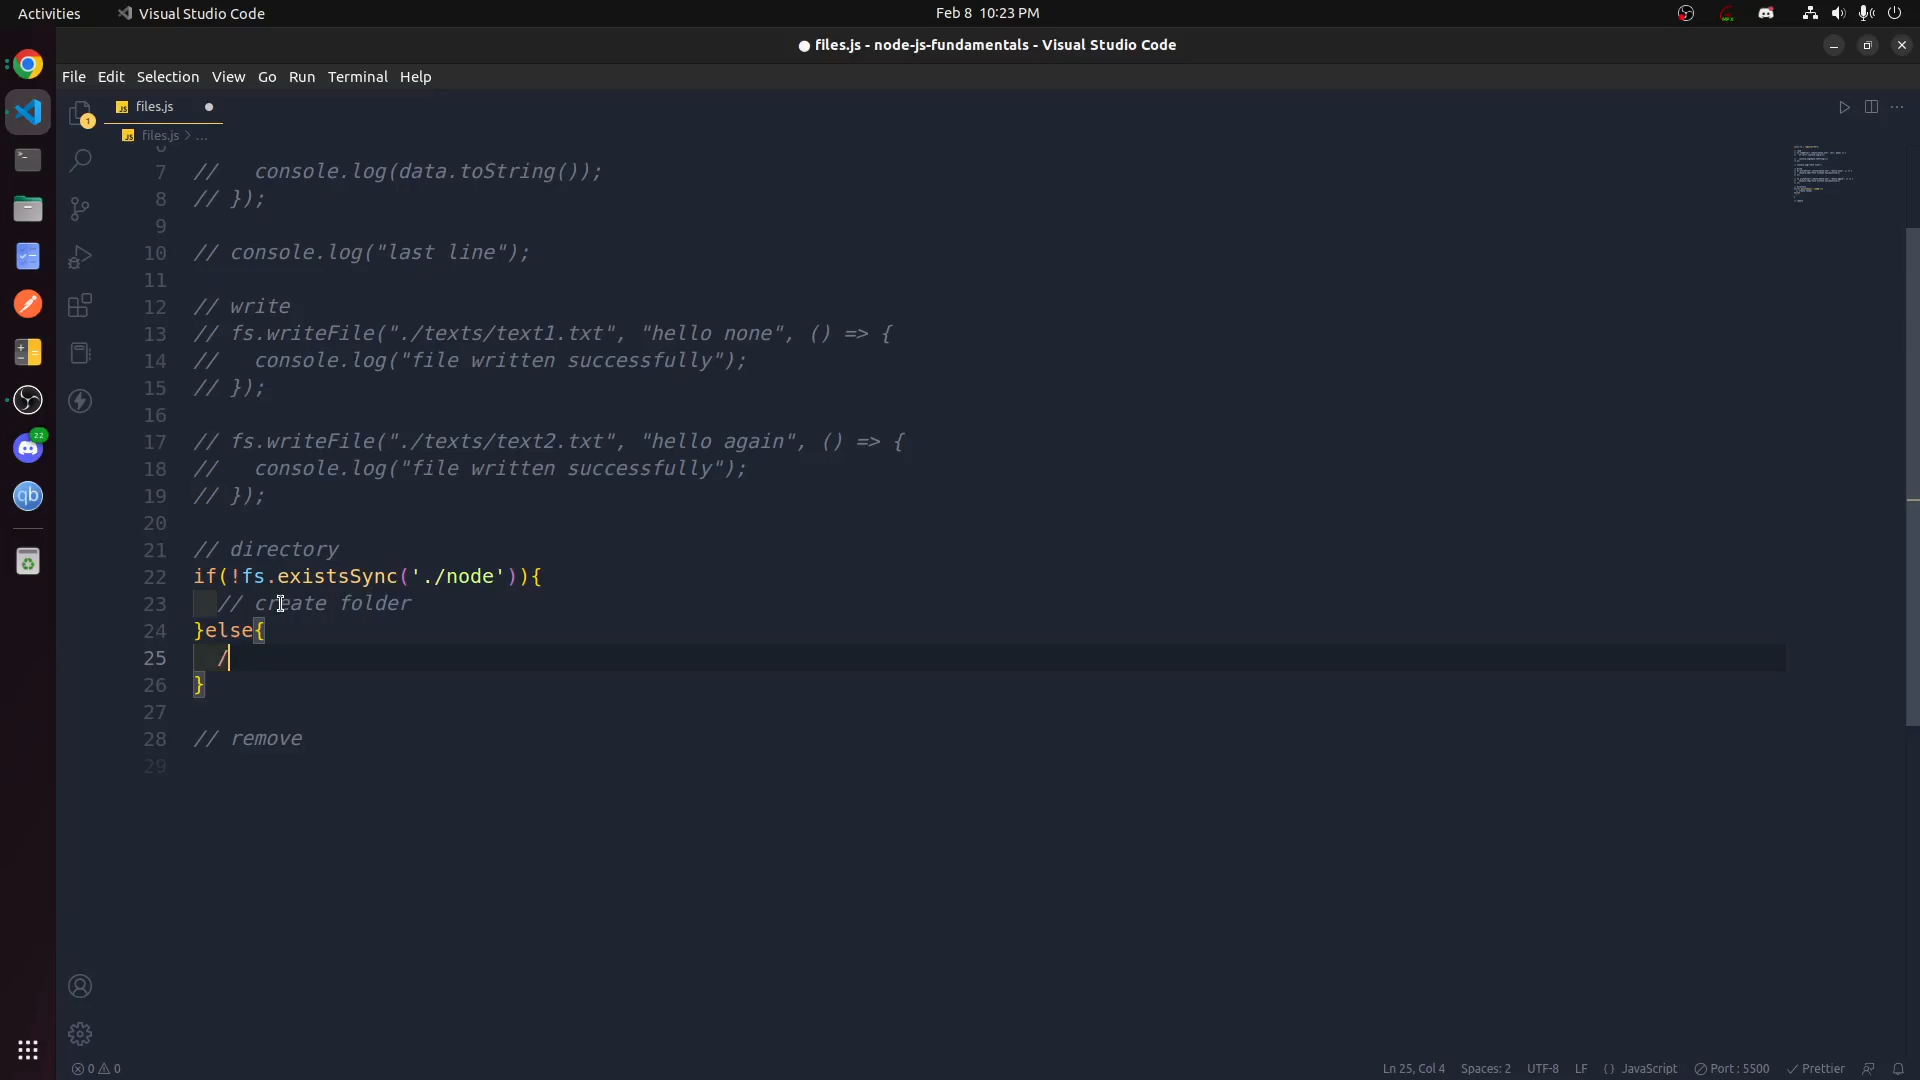 Activities
Visual Studio Code
Feb 8 10:23 PM
files.js - node-js-fundamentals - Visual Studio Code
File Edit Selection View Go Run Terminal Help
1
JS files.js
JS files.js > ...
7 //   console.log(data.toString());
8 // });
9
10 // console.log("last line");
11
12 // write
13 // fs.writeFile("./texts/text1.txt", "hello none", () => {
14 //   console.log("file written successfully");
15 // });
16
17 // fs.writeFile("./texts/text2.txt", "hello again", () => {
18 //   console.log("file written successfully");
19 // });
20
21 // directory
22 if(!fs.existsSync('./node')){
23   // create folder
24 }else{
25   /
26 }
27
28 // remove
29
22
qb
0 0
Ln 25, Col 4 Spaces: 2 UTF-8 LF { } JavaScript Port : 5500 Prettier